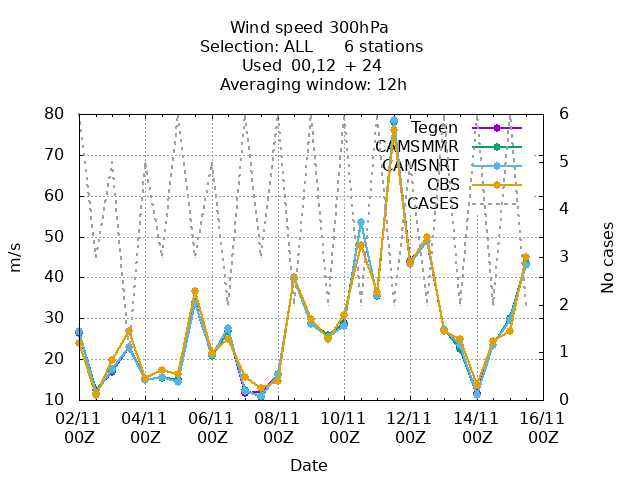 Wind speed 300hPa
Selection: ALL 6 stations
Used 00,12 + 24
Averaging window: 12h
80 6
Tegen
CAMSMMR
CAMSNRT
OBS
CASES
70
60
50
40
30
20
10
5
4
3
2
1
0
m/s
No cases
02/11 04/11 06/11 08/11 10/11 12/11 14/11 16/11
00Z 00Z 00Z 00Z 00Z 00Z 00Z 00Z
Date